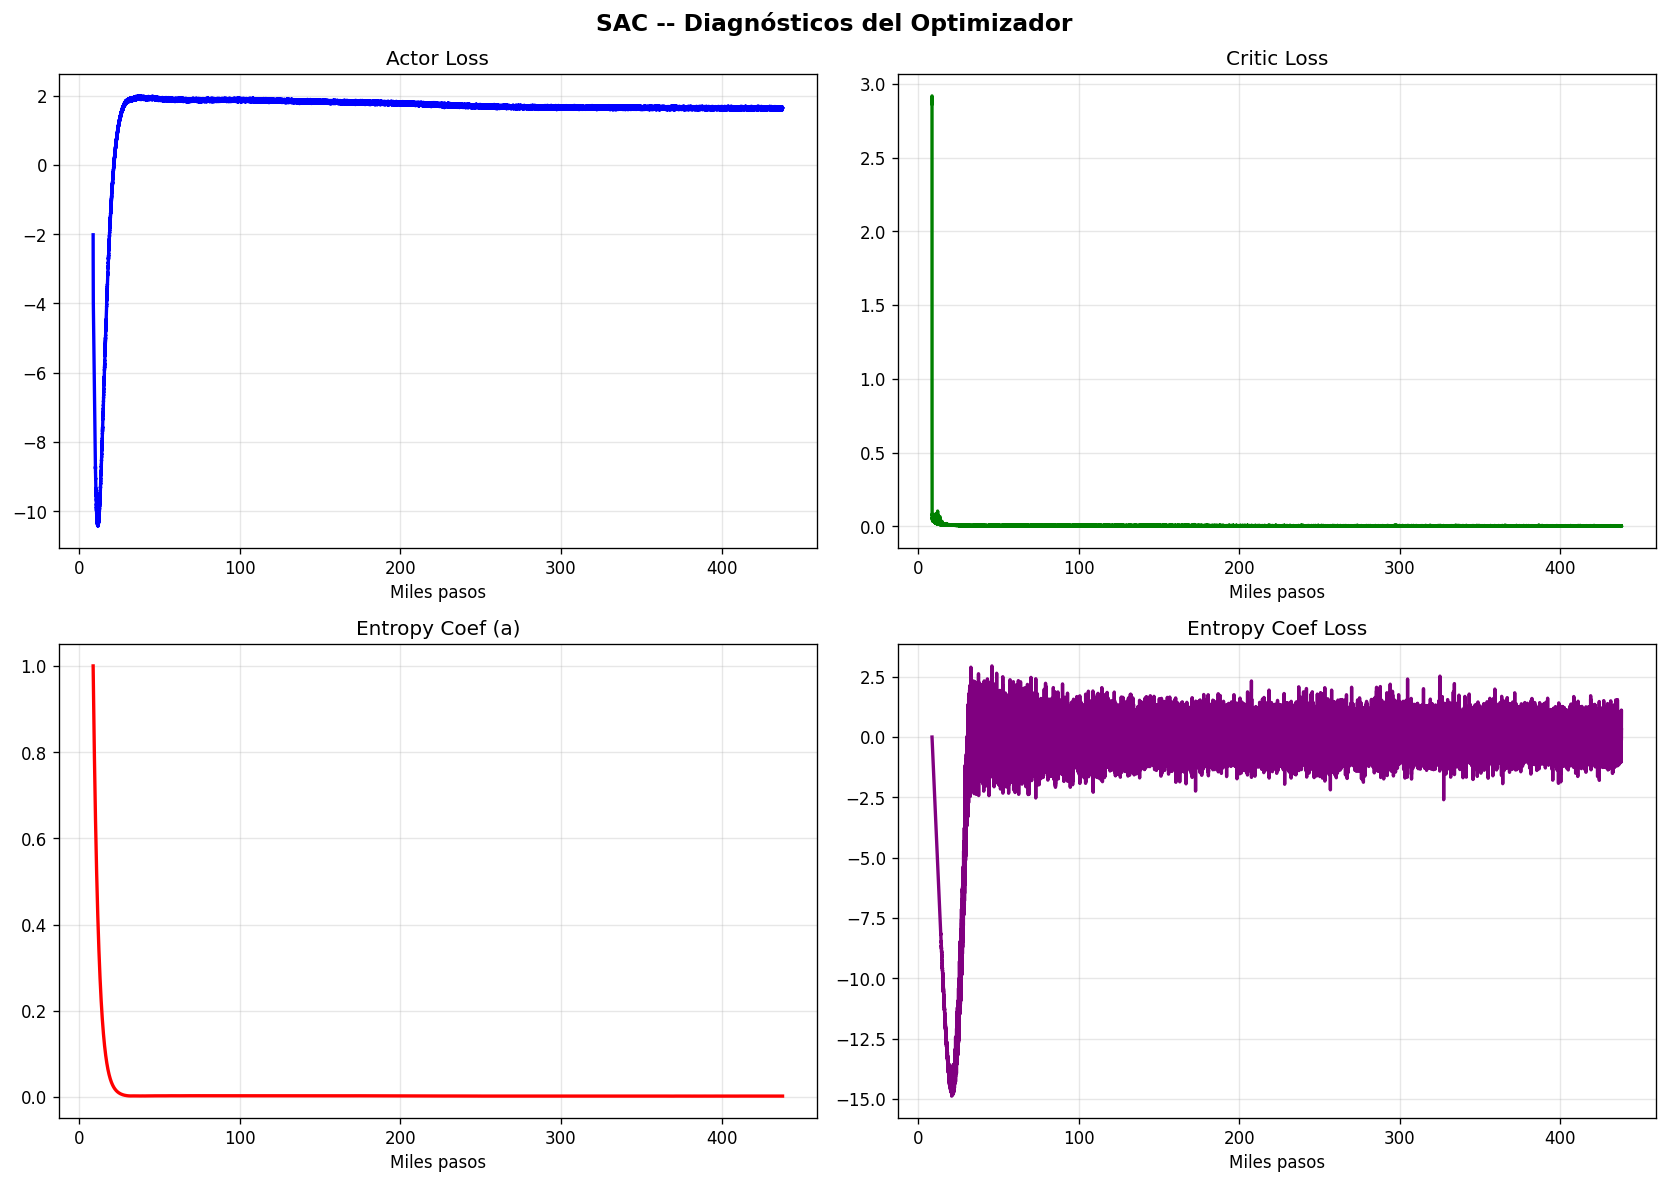 SAC -- Diagnósticos del Optimizador
Actor Loss
2
0
−2
−4
−6
−8
−10
0 100 200 300 400
Miles pasos
Critic Loss
3.0
2.5
2.0
1.5
1.0
0.5
0.0
0 100 200 300 400
Miles pasos
Entropy Coef (a)
1.0
0.8
0.6
0.4
0.2
0.0
0 100 200 300 400
Miles pasos
Entropy Coef Loss
2.5
0.0
−2.5
−5.0
−7.5
−10.0
−12.5
−15.0
0 100 200 300 400
Miles pasos